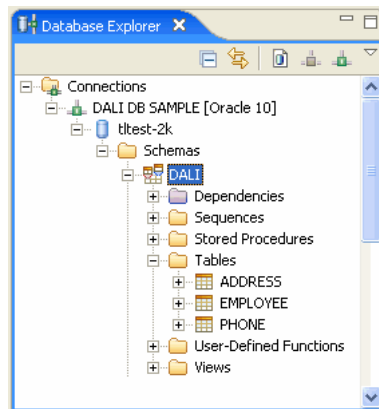 Database Explorer
Connections
DALI DB SAMPLE [Oracle 10]
tltest-2k
Schemas
DALI
Dependencies
Sequences
Stored Procedures
Tables
ADDRESS
EMPLOYEE
PHONE
User-Defined Functions
Views